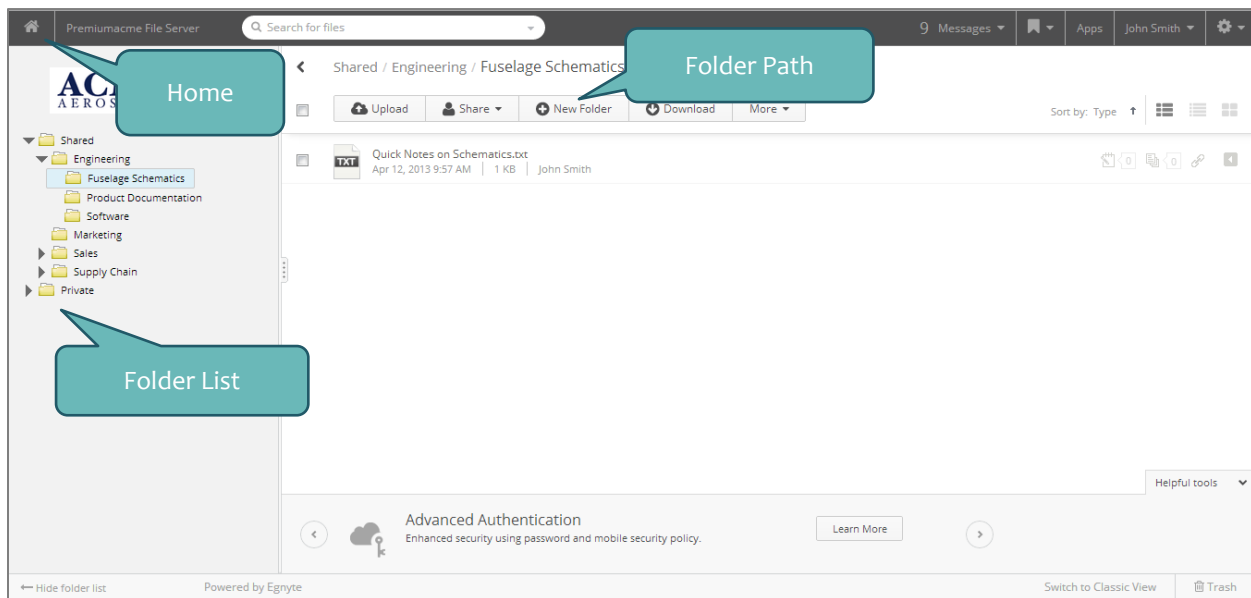 Premiumacme File Server
Search for files
9 Messages
Apps
John Smith
Home
Folder Path
AC
AEROS
Shared / Engineering / Fuselage Schematics
Upload
Share
New Folder
Download
More
Sort by: Type
Shared
Engineering
Fuselage Schematics
Product Documentation
Software
Marketing
Sales
Supply Chain
Private
TXT
Quick Notes on Schematics.txt
Apr 12, 2013 9:57 AM | 1 KB | John Smith
0
0
Folder List
Helpful tools
Advanced Authentication
Enhanced security using password and mobile security policy.
Learn More
Hide folder list
Powered by Egnyte
Switch to Classic View
Trash